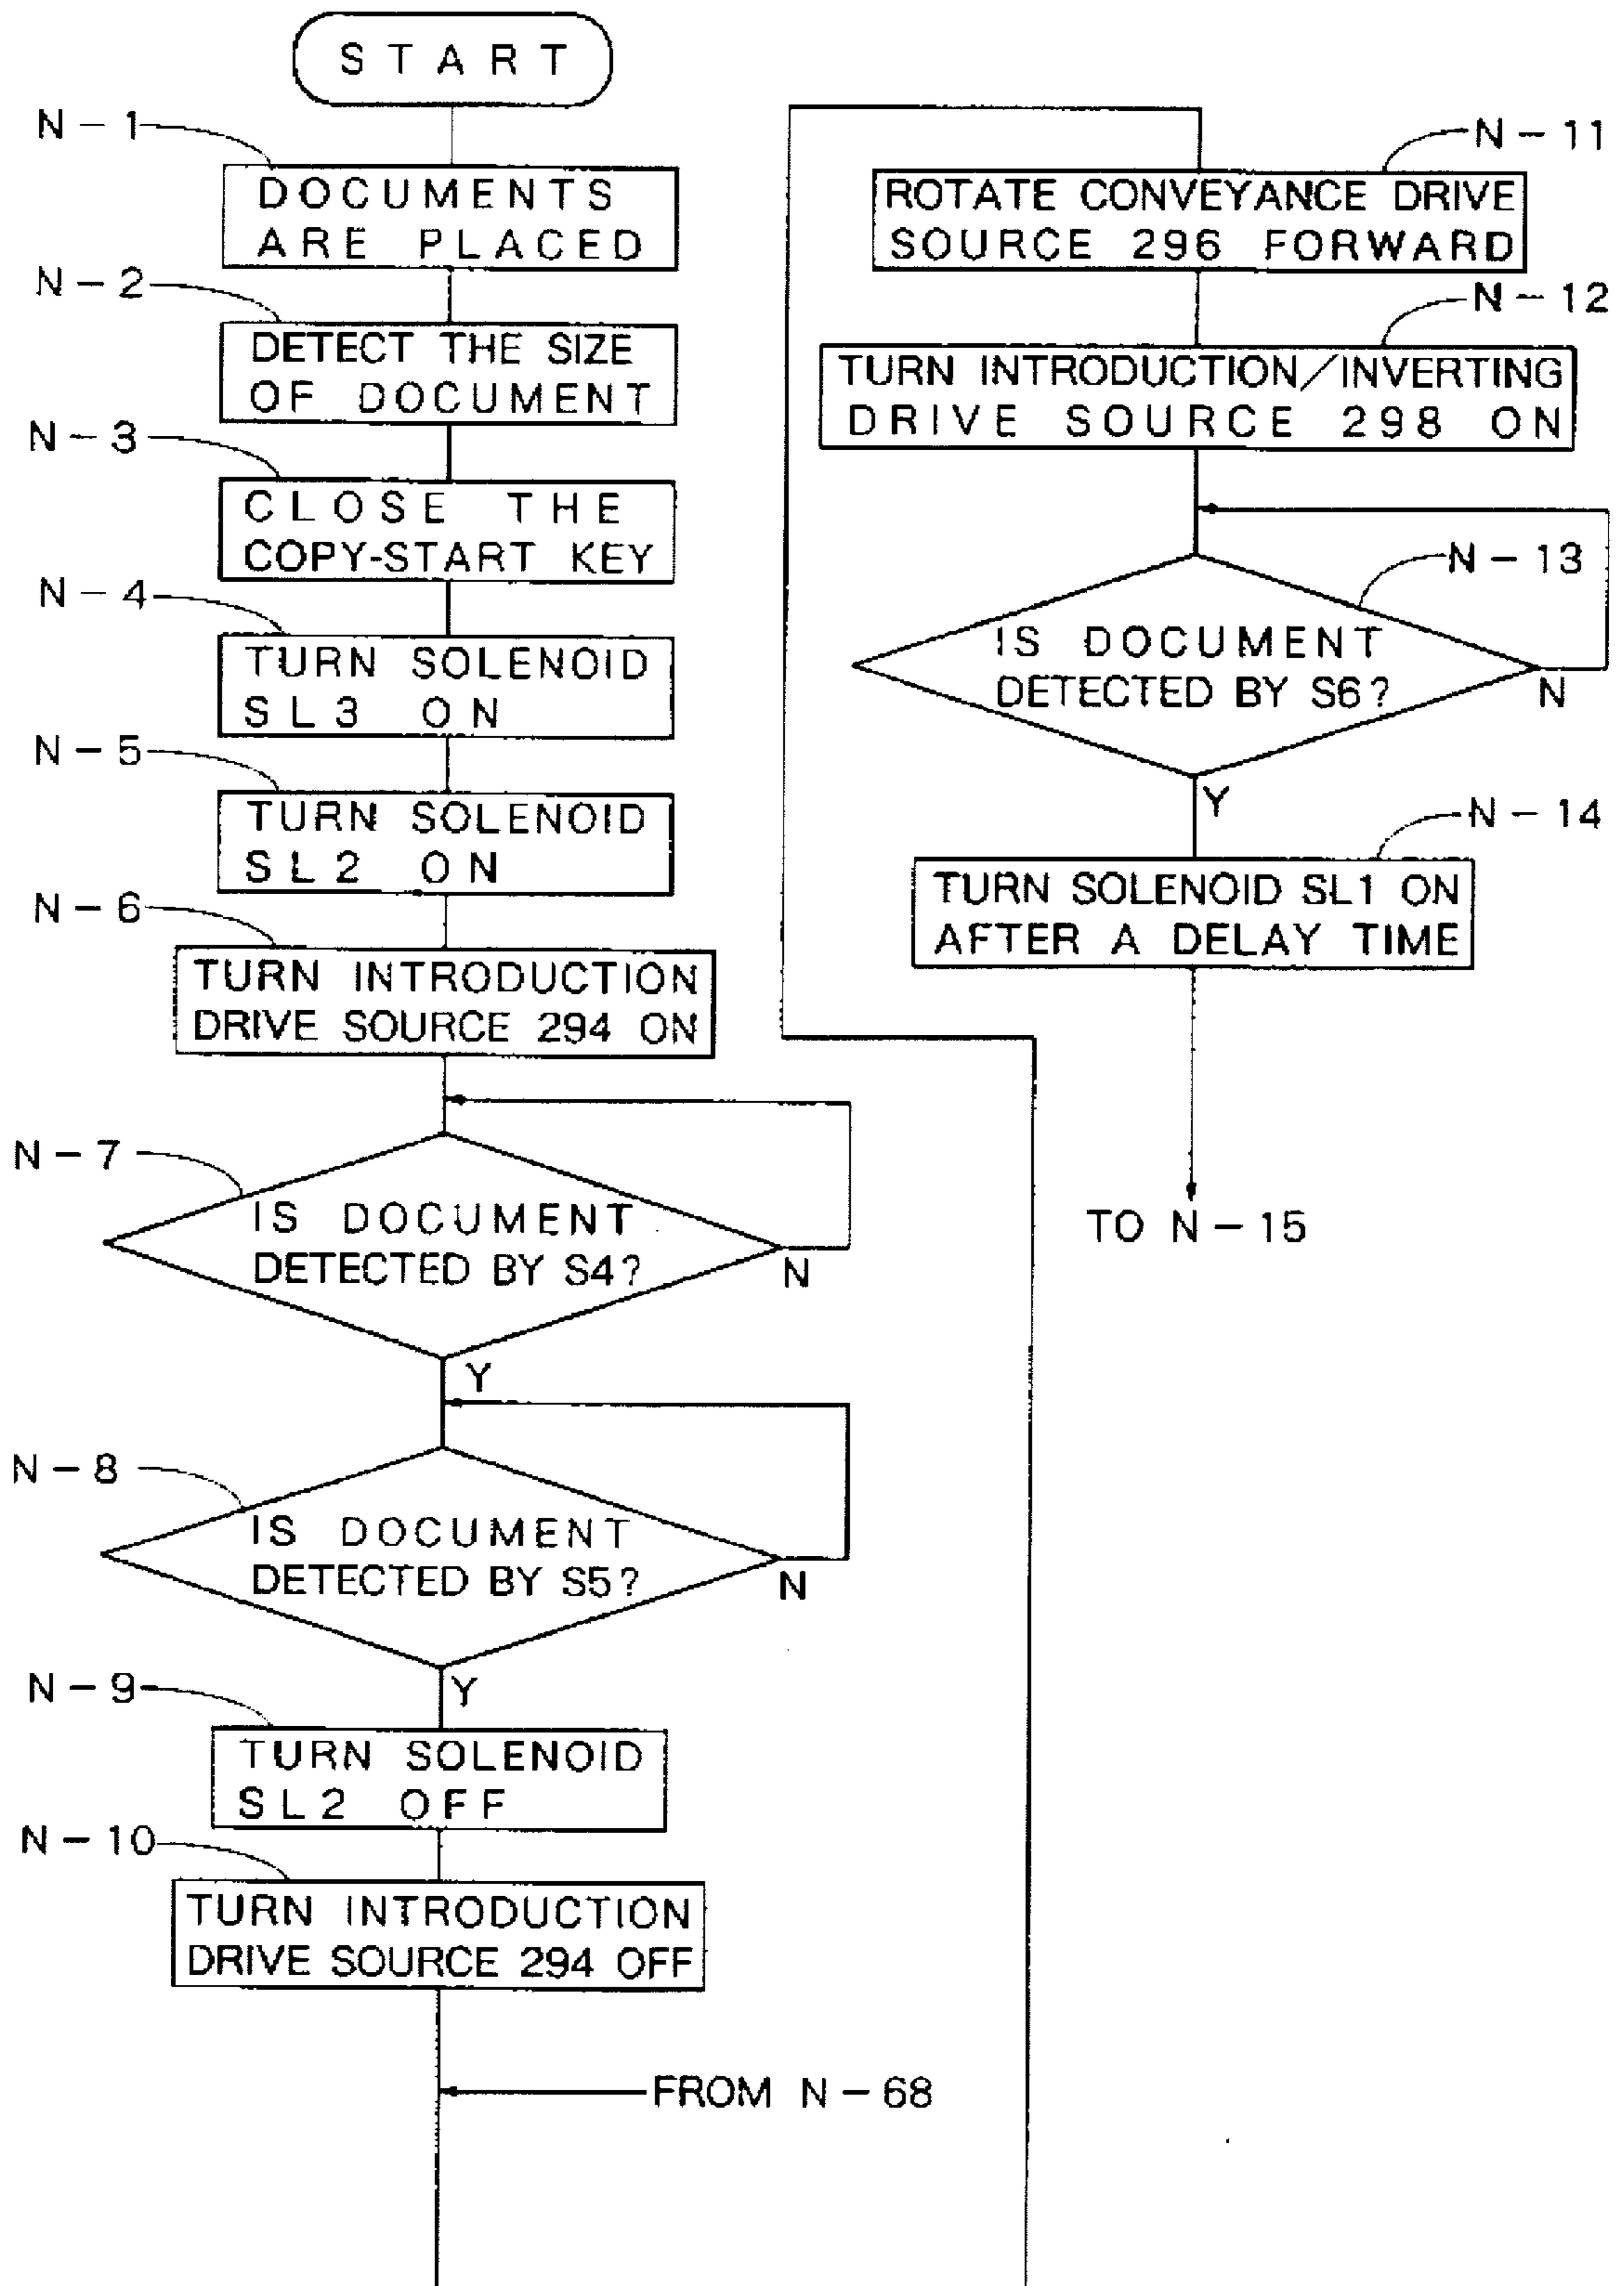 START
N-1
DOCUMENTS
ARE PLACED
N-2
DETECT THE SIZE
OF DOCUMENT
N-3
CLOSE THE
COPY-START KEY
N-4
TURN SOLENOID
SL3 ON
N-5
TURN SOLENOID
SL2 ON
N-6
TURN INTRODUCTION
DRIVE SOURCE 294 ON
N-7
IS DOCUMENT
DETECTED BY S4?
N
Y
N-8
IS DOCUMENT
DETECTED BY S5?
N
Y
N-9
TURN SOLENOID
SL2 OFF
N-10
TURN INTRODUCTION
DRIVE SOURCE 294 OFF
FROM N-68
N-11
ROTATE CONVEYANCE DRIVE
SOURCE 296 FORWARD
N-12
TURN INTRODUCTION/INVERTING
DRIVE SOURCE 298 ON
N-13
IS DOCUMENT
DETECTED BY S6?
N
Y
N-14
TURN SOLENOID SL1 ON
AFTER A DELAY TIME
TO N-15